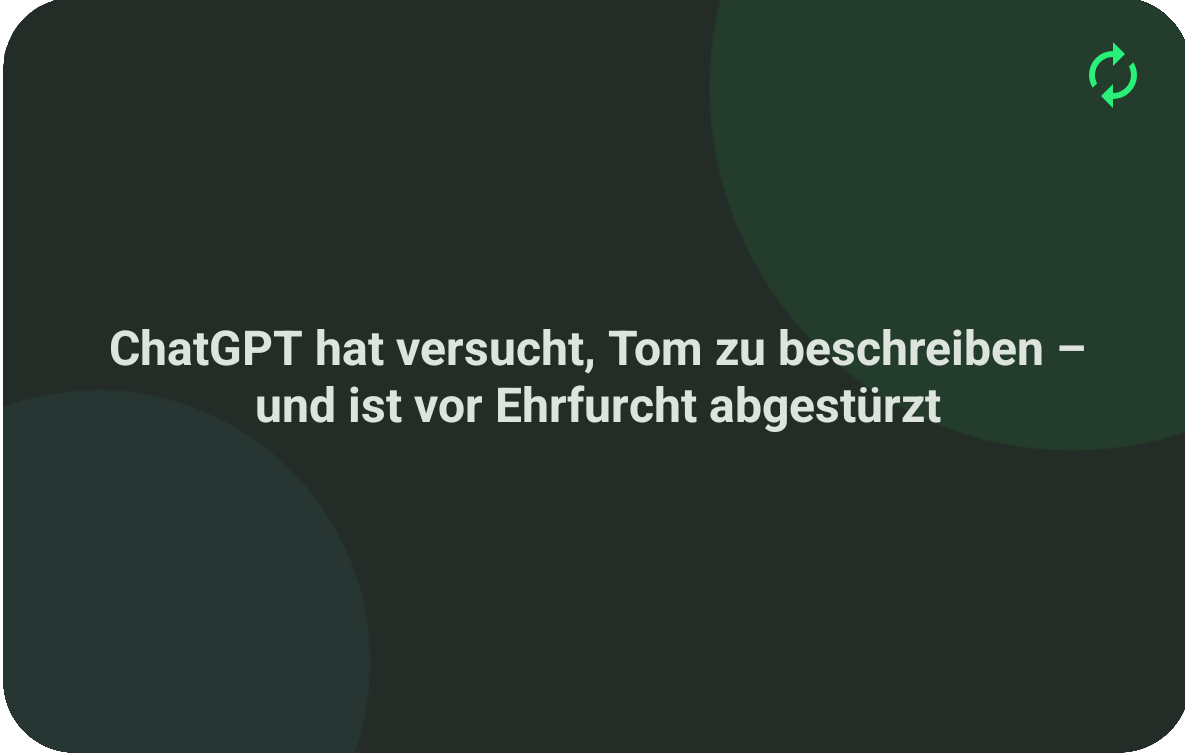 ChatGPT hat versucht, Tom zu beschreiben –
und ist vor Ehrfurcht abgestürzt